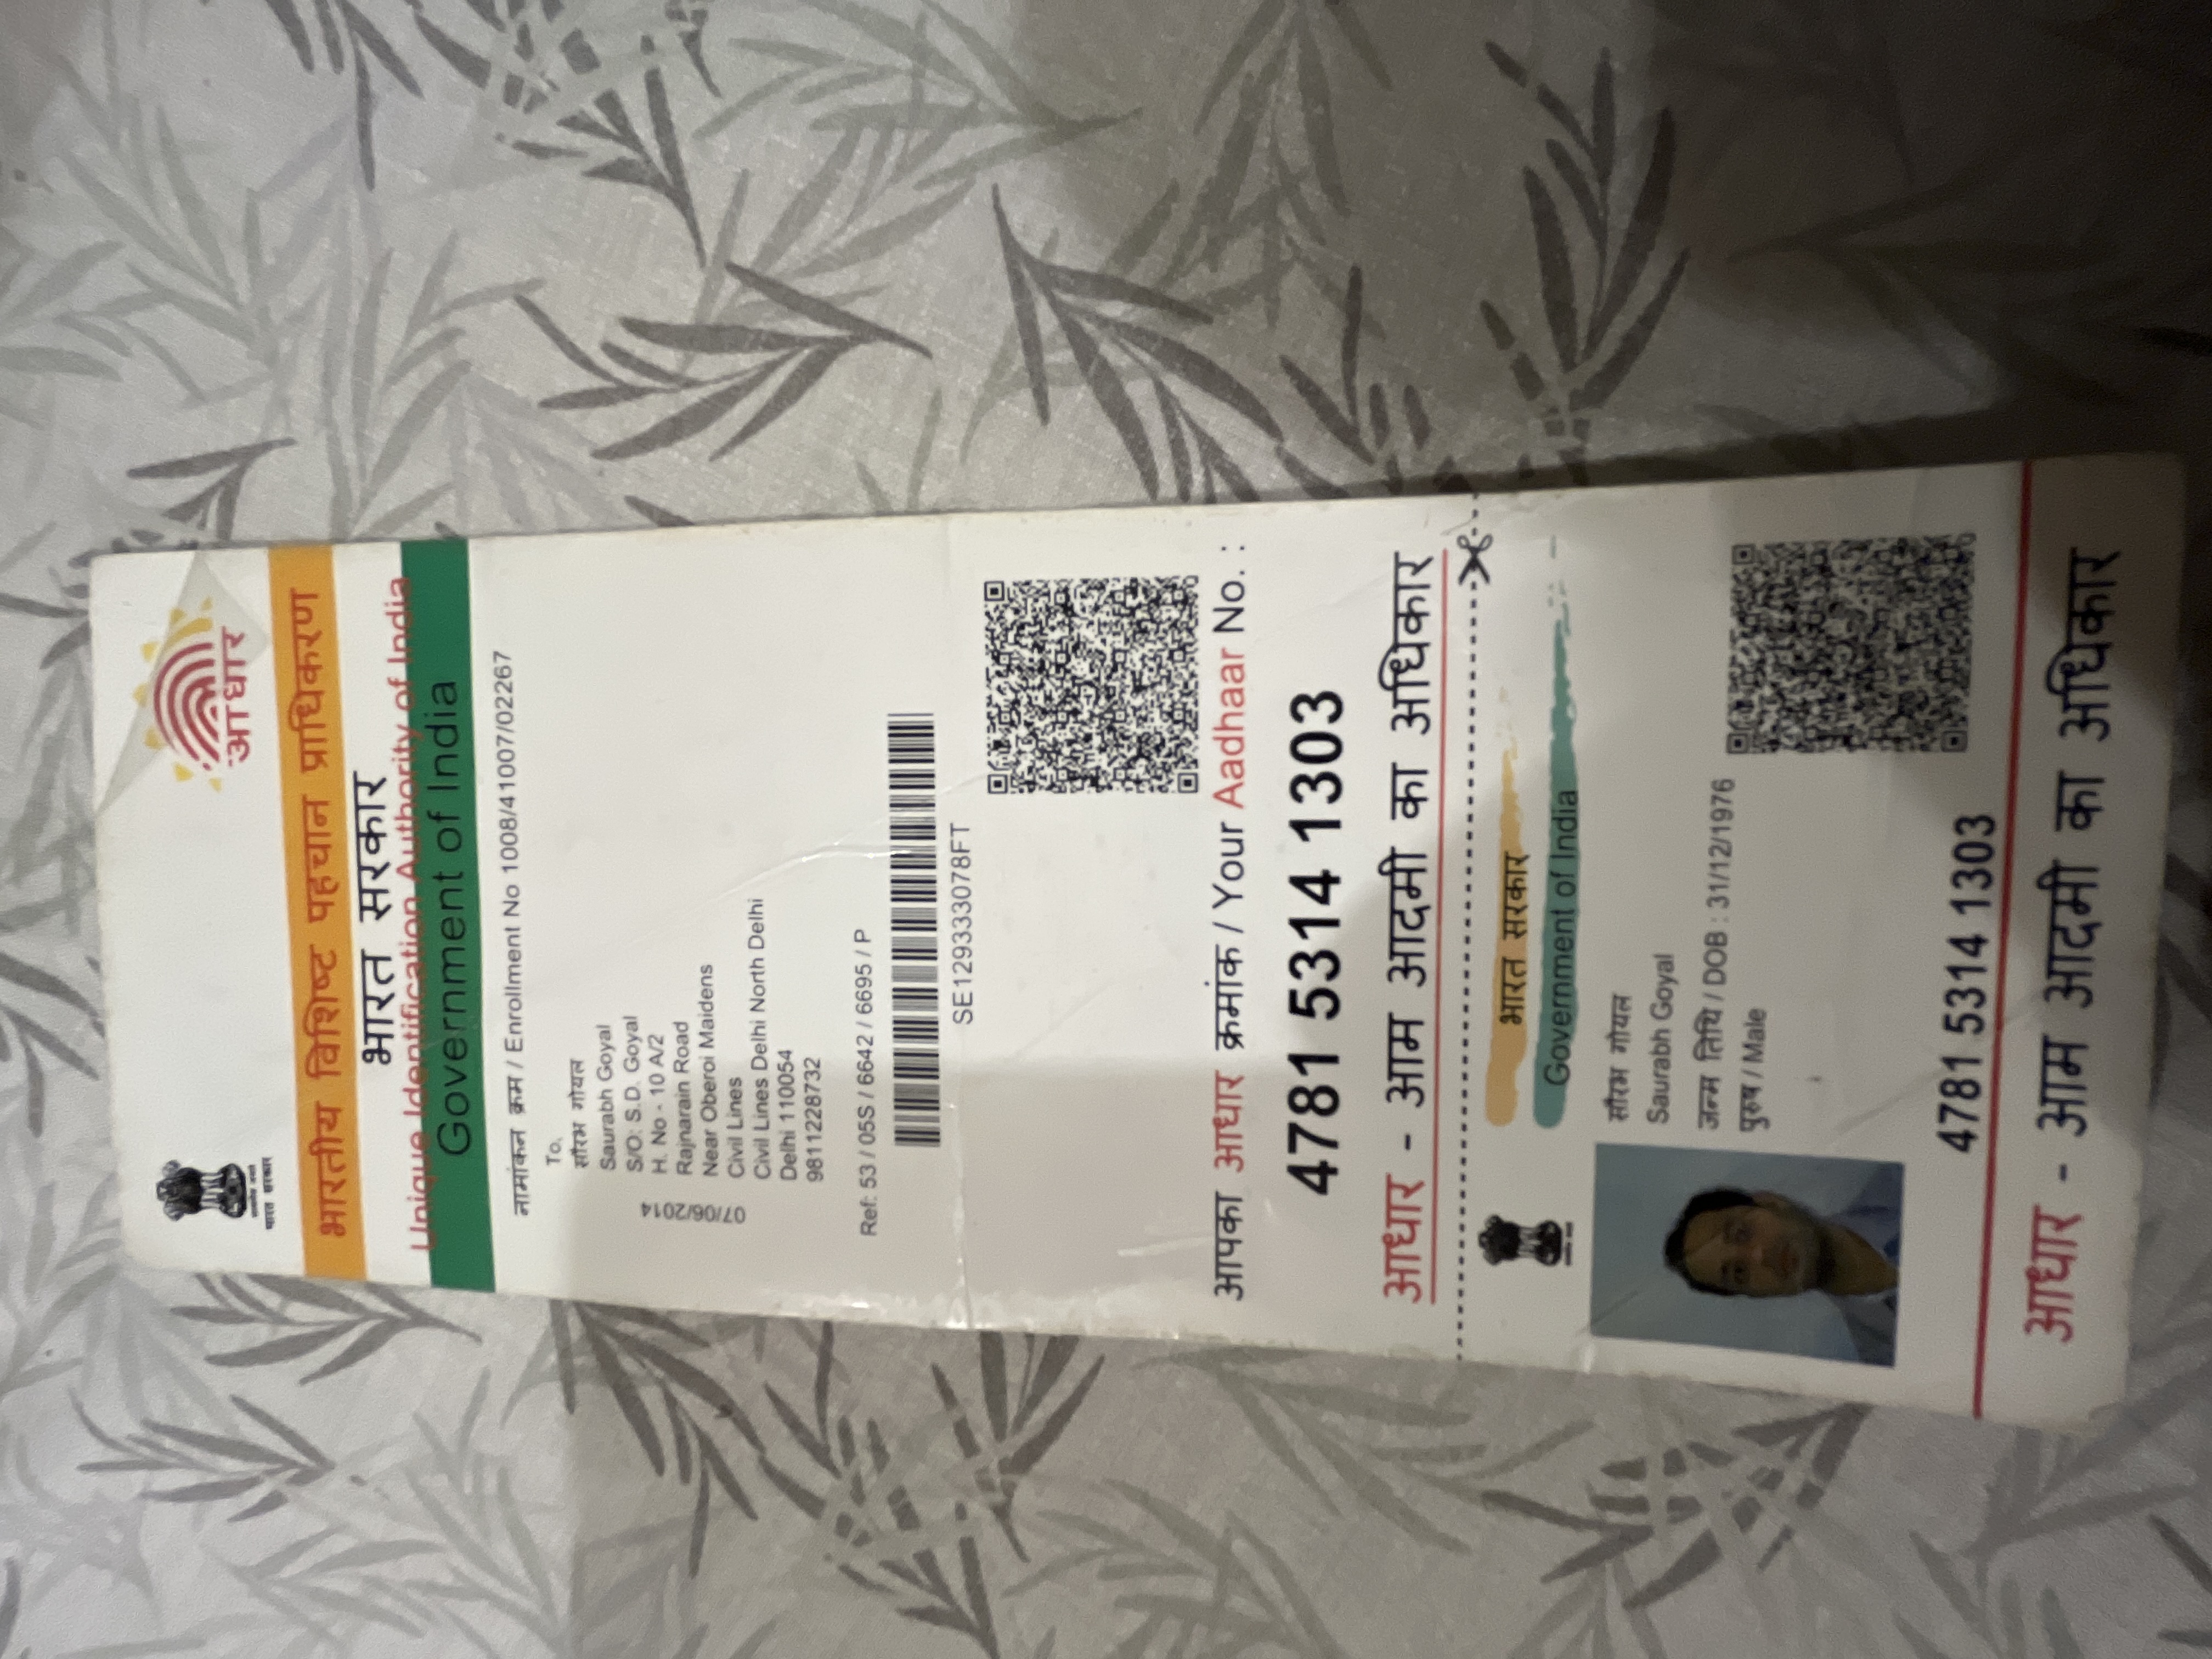 भारत सरकार
आधार
भारतीय विशिष्ट पहचान प्राधिकरण
भारत सरकार
Unique Identification Authority of India
Government of India
नामांकन क्रम / Enrollment No 1008/41007/02267
To,
सौरभ गोयल
Saurabh Goyal
S/O: S.D. Goyal
H. No - 10 A/2
Rajnarain Road
Near Oberoi Maidens
Civil Lines
Civil Lines Delhi North Delhi
Delhi 110054
9811228732
07/06/2014
Ref: 53 / 05S / 6642 / 6695 / P
SE129333078FT
आपका आधार क्रमांक / Your Aadhaar No. :
4781 5314 1303
आधार - आम आदमी का अधिकार
भारत सरकार
Government of India
सौरभ गोयल
Saurabh Goyal
जन्म तिथि / DOB : 31/12/1976
पुरुष / Male
4781 5314 1303
आधार - आम आदमी का अधिकार